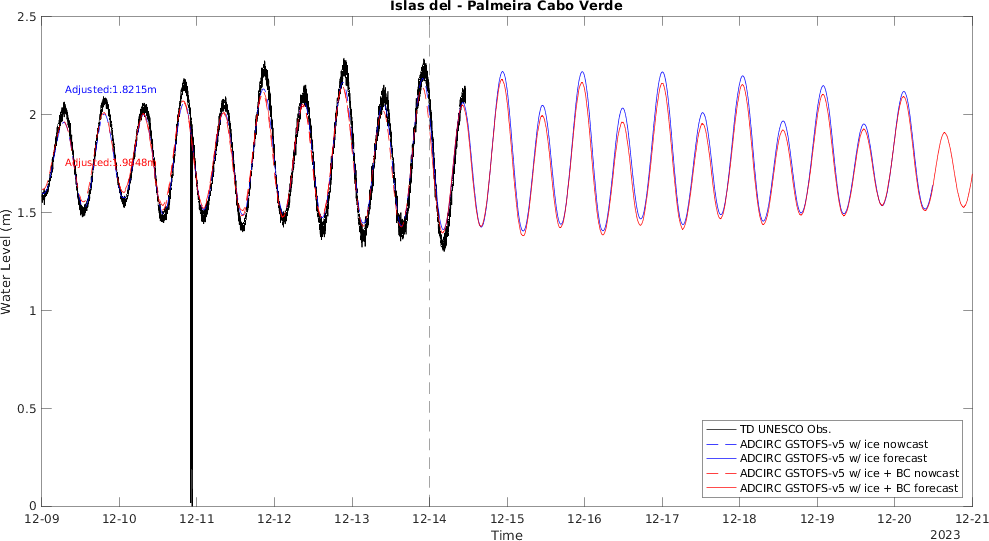 Islas del - Palmeira Cabo Verde
2.5
2
1.5
1
0.5
0
Water Level (m)
Adjusted:1.8215m
Adjusted:1.9848m
TD UNESCO Obs.
ADCIRC GSTOFS-v5 w/ ice nowcast
ADCIRC GSTOFS-v5 w/ ice forecast
ADCIRC GSTOFS-v5 w/ ice + BC nowcast
ADCIRC GSTOFS-v5 w/ ice + BC forecast
12-09 12-10 12-11 12-12 12-13 12-14 12-15 12-16 12-17 12-18 12-19 12-20 12-21
Time
2023